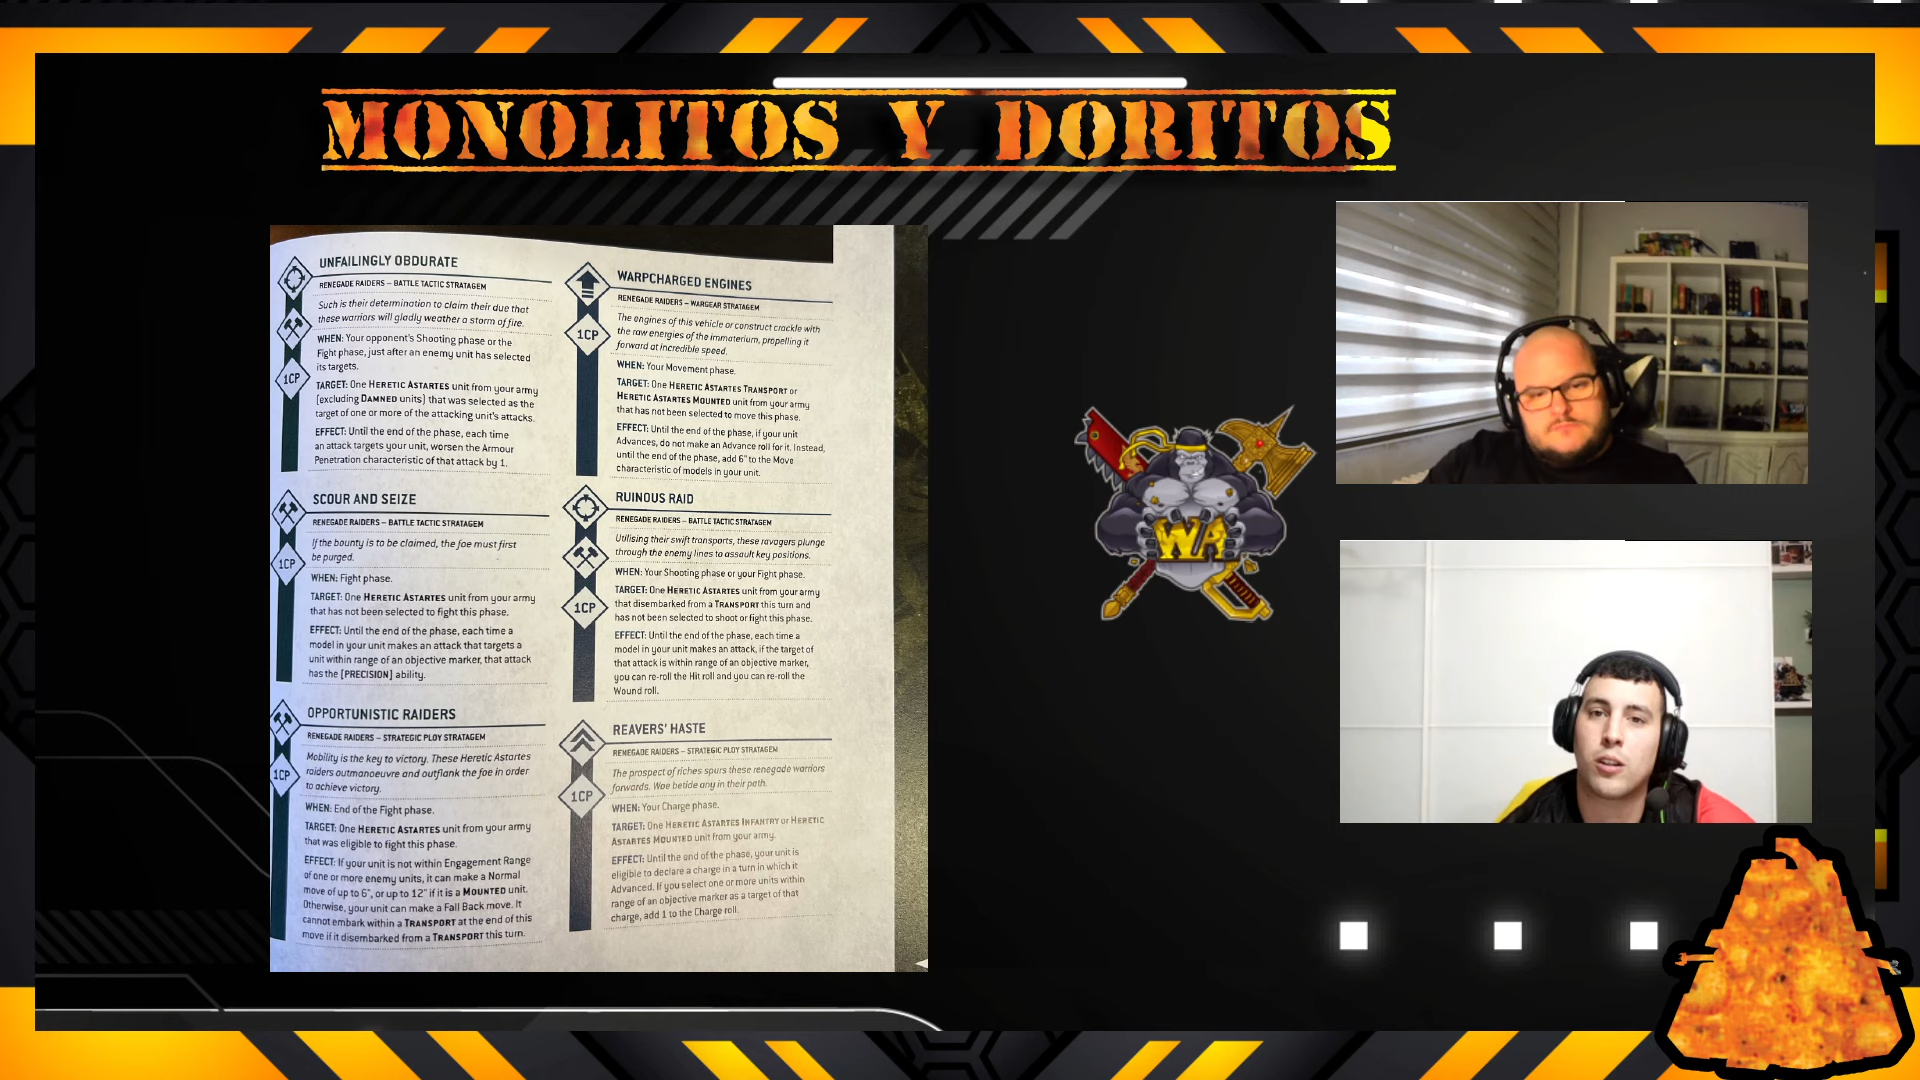 MONOLITOS Y DORITOS
UNFAILINGLY OBDURATE
RENEGADE RAIDERS – BATTLE TACTIC STRATAGEM
Such is their determination to claim their due that
these warriors will gladly weather a storm of fire.
WHEN: Your opponent's Shooting phase or the
Fight phase, just after an enemy unit has selected
its targets.
1CP
TARGET: One HERETIC ASTARTES unit from your army
(excluding DAMNED units) that was selected as the
target of one or more of the attacking unit's attacks.
EFFECT: Until the end of the phase, each time
an attack targets your unit, worsen the Armour
Penetration characteristic of that attack by 1.
SCOUR AND SEIZE
RENEGADE RAIDERS – BATTLE TACTIC STRATAGEM
If the bounty is to be claimed, the foe must first
be purged.
1CP
WHEN: Fight phase.
TARGET: One HERETIC ASTARTES unit from your army
that has not been selected to fight this phase.
EFFECT: Until the end of the phase, each time a
model in your unit makes an attack that targets a
unit within range of an objective marker, that attack
has the [PRECISION] ability.
OPPORTUNISTIC RAIDERS
RENEGADE RAIDERS – STRATEGIC PLOY STRATAGEM
Mobility is the key to victory. These Heretic Astartes
raiders outmanoeuvre and outflank the foe in order
to achieve victory.
1CP
WHEN: End of the Fight phase.
TARGET: One HERETIC ASTARTES unit from your army
that was eligible to fight this phase.
EFFECT: If your unit is not within Engagement Range
of one or more enemy units, it can make a Normal
move of up to 6", or up to 12" if it is a MOUNTED unit.
Otherwise, your unit can make a Fall Back move. It
cannot embark within a TRANSPORT at the end of this
move if it disembarked from a TRANSPORT this turn.
WARPCHARGED ENGINES
RENEGADE RAIDERS – WARGEAR STRATAGEM
The engines of this vehicle or construct crackle with
the raw energies of the immaterium, propelling it
forward at incredible speed.
1CP
WHEN: Your Movement phase.
TARGET: One HERETIC ASTARTES TRANSPORT or
HERETIC ASTARTES MOUNTED unit from your army
that has not been selected to move this phase.
EFFECT: Until the end of the phase, if your unit
Advances, do not make an Advance roll for it. Instead,
until the end of the phase, add 6" to the Move
characteristic of models in your unit.
RUINOUS RAID
RENEGADE RAIDERS – BATTLE TACTIC STRATAGEM
Utilising their swift transports, these ravagers plunge
through the enemy lines to assault key positions.
WHEN: Your Shooting phase or your Fight phase.
1CP
TARGET: One HERETIC ASTARTES unit from your army
that disembarked from a TRANSPORT this turn and
has not been selected to shoot or fight this phase.
EFFECT: Until the end of the phase, each time a
model in your unit makes an attack, if the target of
that attack is within range of an objective marker,
you can re-roll the Hit roll and you can re-roll the
Wound roll.
REAVERS' HASTE
RENEGADE RAIDERS – STRATEGIC PLOY STRATAGEM
The prospect of riches spurs these renegade warriors
forwards. Woe betide any in their path.
1CP
WHEN: Your Charge phase.
TARGET: One HERETIC ASTARTES INFANTRY or HERETIC
ASTARTES MOUNTED unit from your army.
EFFECT: Until the end of the phase, your unit is
eligible to declare a charge in a turn in which it
Advanced. If you select one or more units within
range of an objective marker as a target of that
charge, add 1 to the Charge roll.